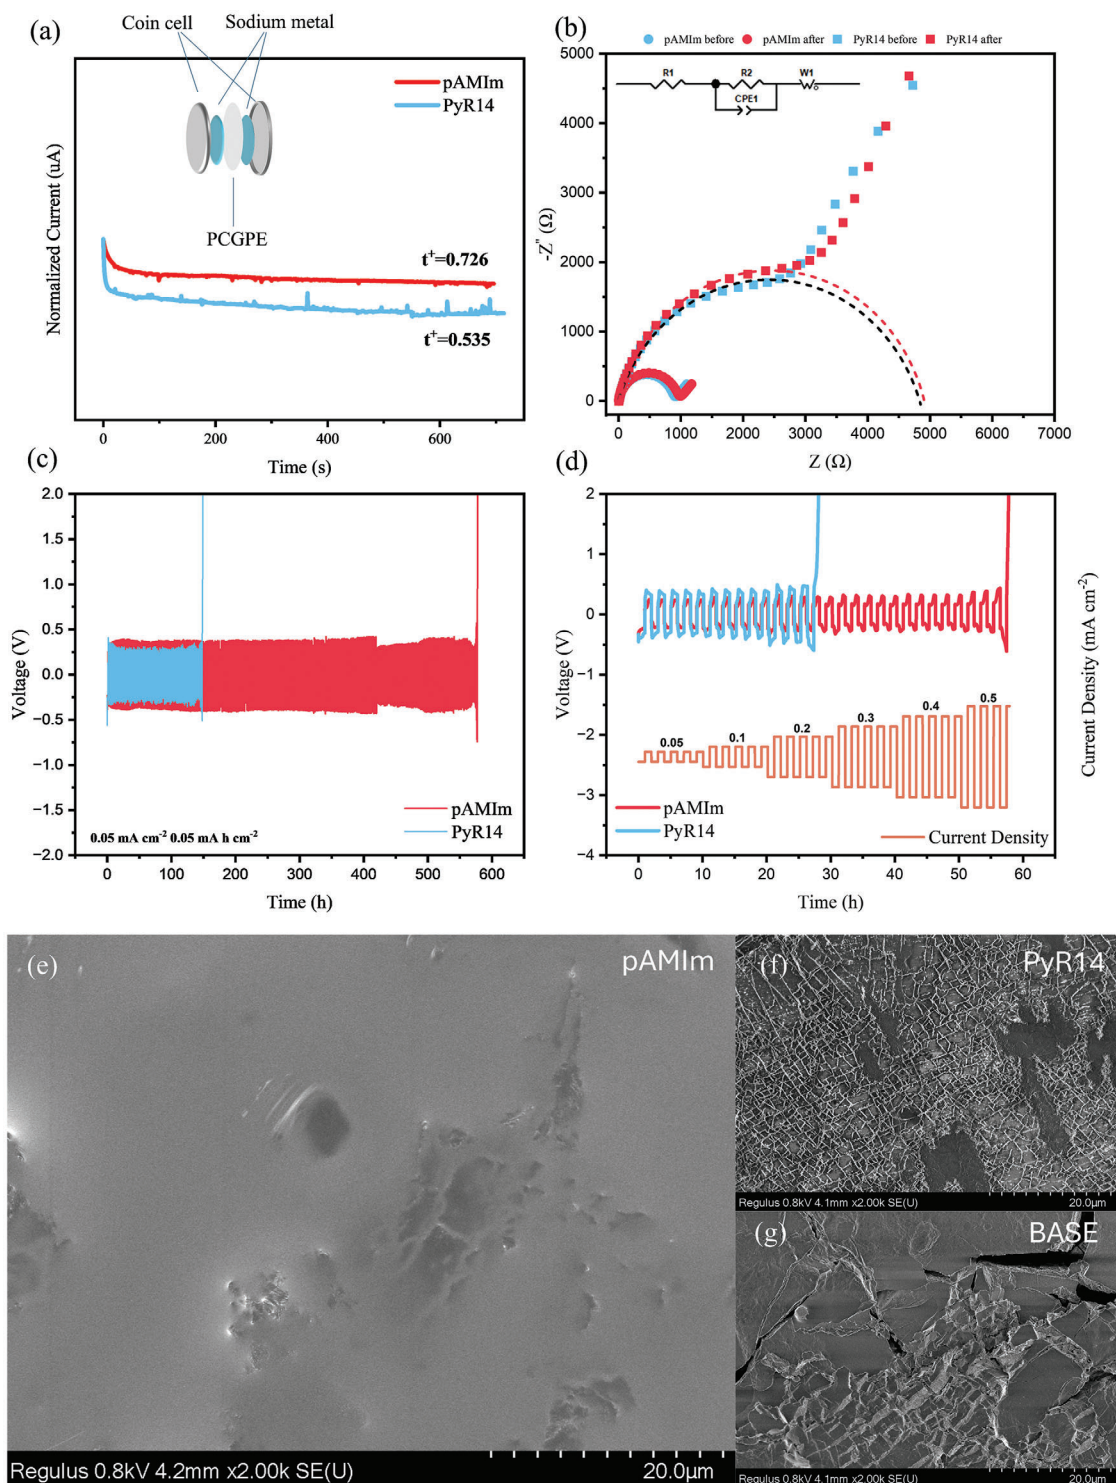 (a)
Coin cell
Sodium metal
pAMIm
PyR14
PCGPE
t⁺=0.726
t⁺=0.535
Normalized Current (uA)
0
200
400
600
Time (s)
(b)
pAMIm before
pAMIm after
PyR14 before
PyR14 after
R1
R2
W1
CPE1
5000
4000
3000
2000
1000
0
-Z'' (Ω)
0
1000
2000
3000
4000
5000
6000
7000
Z (Ω)
(c)
2.0
1.5
1.0
0.5
0.0
−0.5
−1.0
−1.5
−2.0
Voltage (V)
pAMIm
PyR14
0.05 mA cm⁻² 0.05 mA h cm⁻²
0
100
200
300
400
500
600
Time (h)
(d)
2
1
0
−1
−2
−3
−4
Voltage (V)
Current Density (mA cm⁻²)
0.05
0.1
0.2
0.3
0.4
0.5
pAMIm
PyR14
Current Density
0
10
20
30
40
50
60
Time (h)
(e)
pAMIm
Regulus 0.8kV 4.2mm x2.00k SE(U)
20.0µm
(f)
PyR14
Regulus 0.8kV 4.1mm x2.00k SE(U)
20.0µm
(g)
BASE
Regulus 0.8kV 4.2mm x2.00k SE(U)
20.0µm